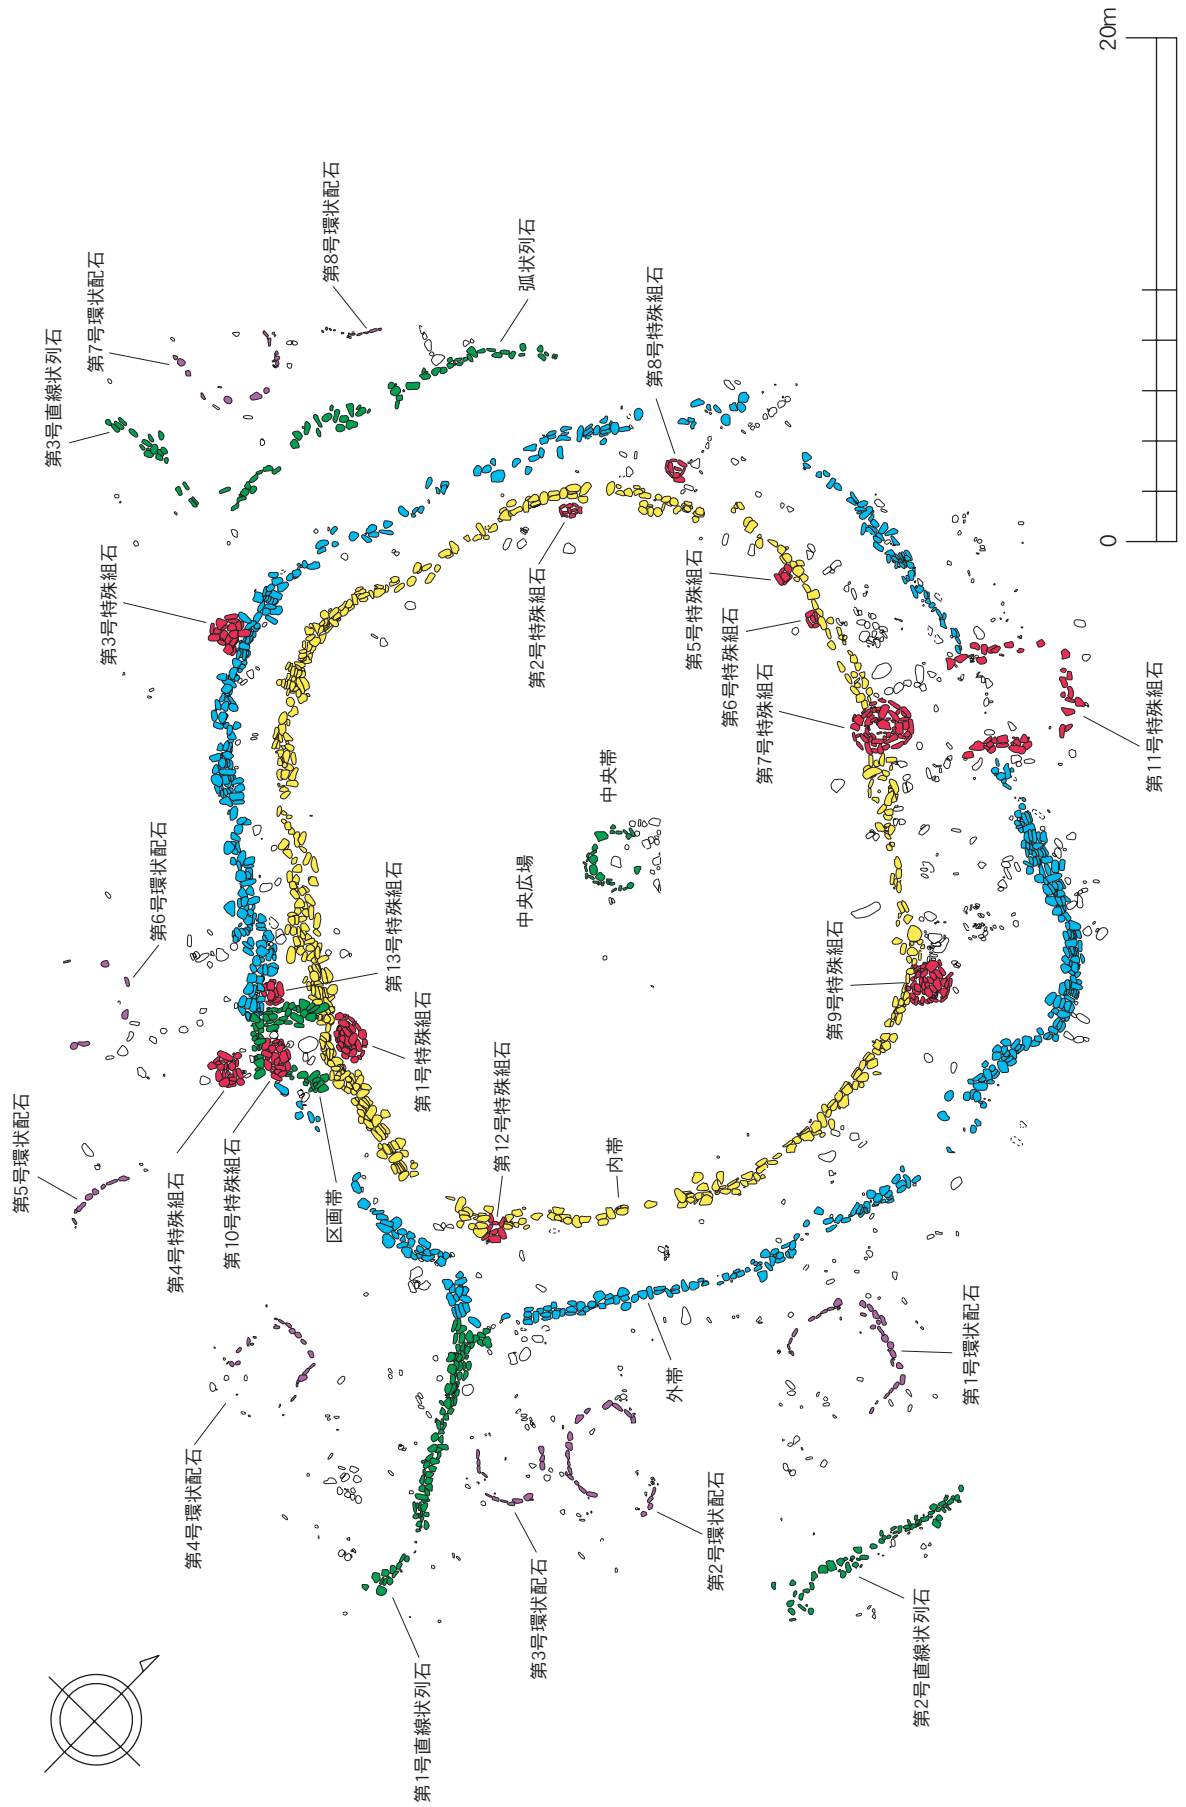 20m
0
第8号環状配石
第7号環状配石
弧状列石
第3号直線状列石
第8号特殊組石
第3号特殊組石
第2号特殊組石
第5号特殊組石
第6号特殊組石
第7号特殊組石
第11号特殊組石
中央帯
中央広場
第6号環状配石
第13号特殊組石
第9号特殊組石
第1号特殊組石
第12号特殊組石
第5号環状配石
第4号特殊組石
第10号特殊組石
区画帯
内帯
外帯
第1号環状配石
第4号環状配石
第2号環状配石
第3号環状配石
第2号直線状列石
第1号直線状列石